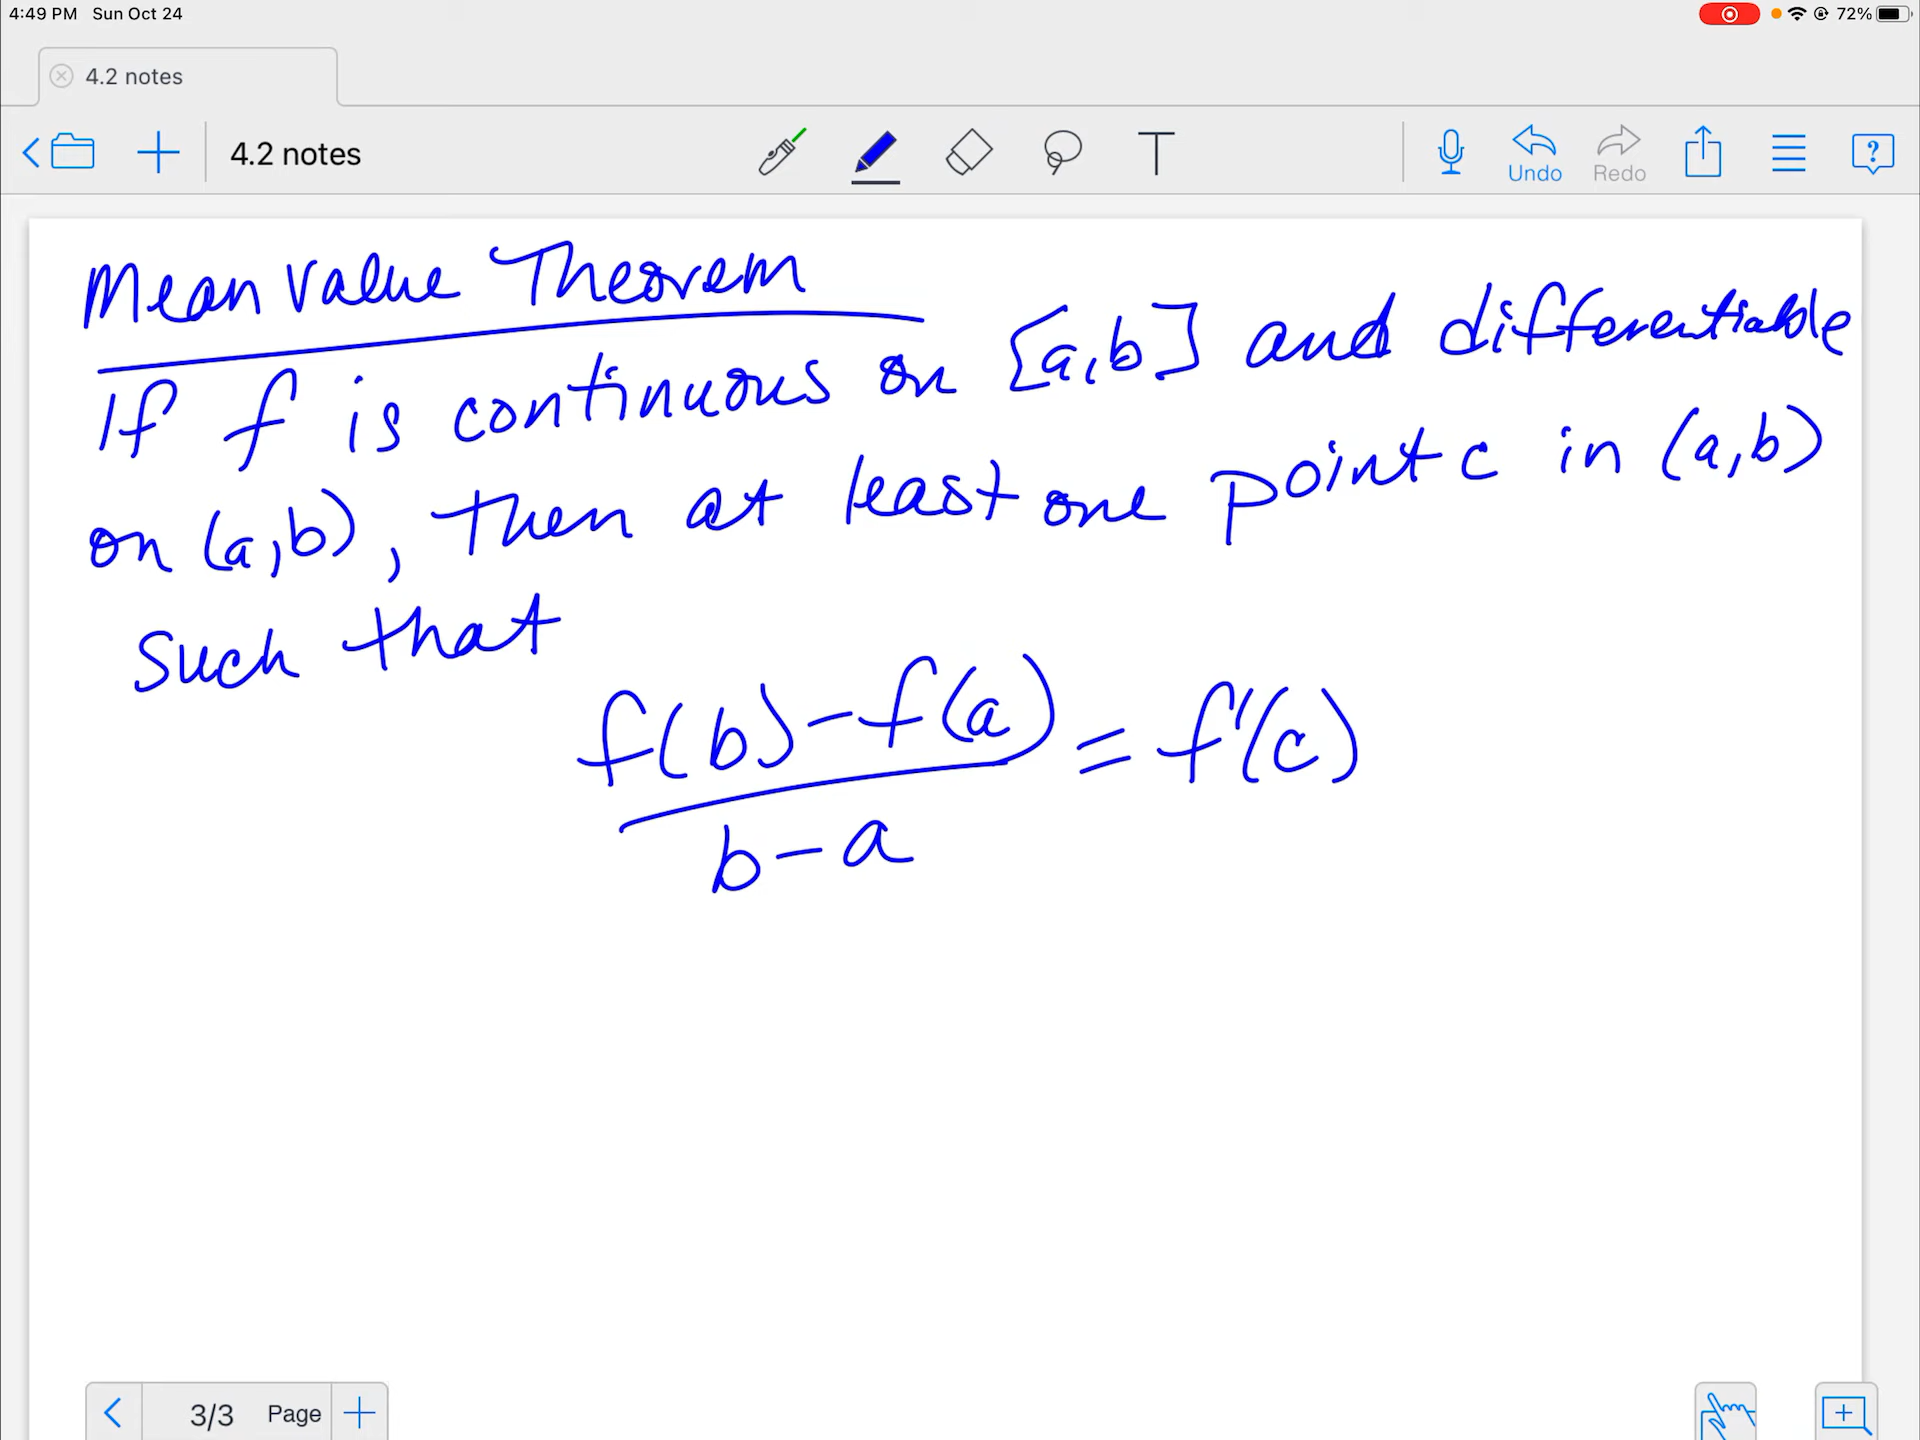 4:49 PM Sun Oct 24 72%
4.2 notes
4.2 notes T Undo Redo ?
Mean Value Theorem
If f is continuous on [a,b] and differentiable
on (a,b), then at least one point c in (a,b)
such that
f(b)-f(a) = f'(c)
b-a
3/3 Page